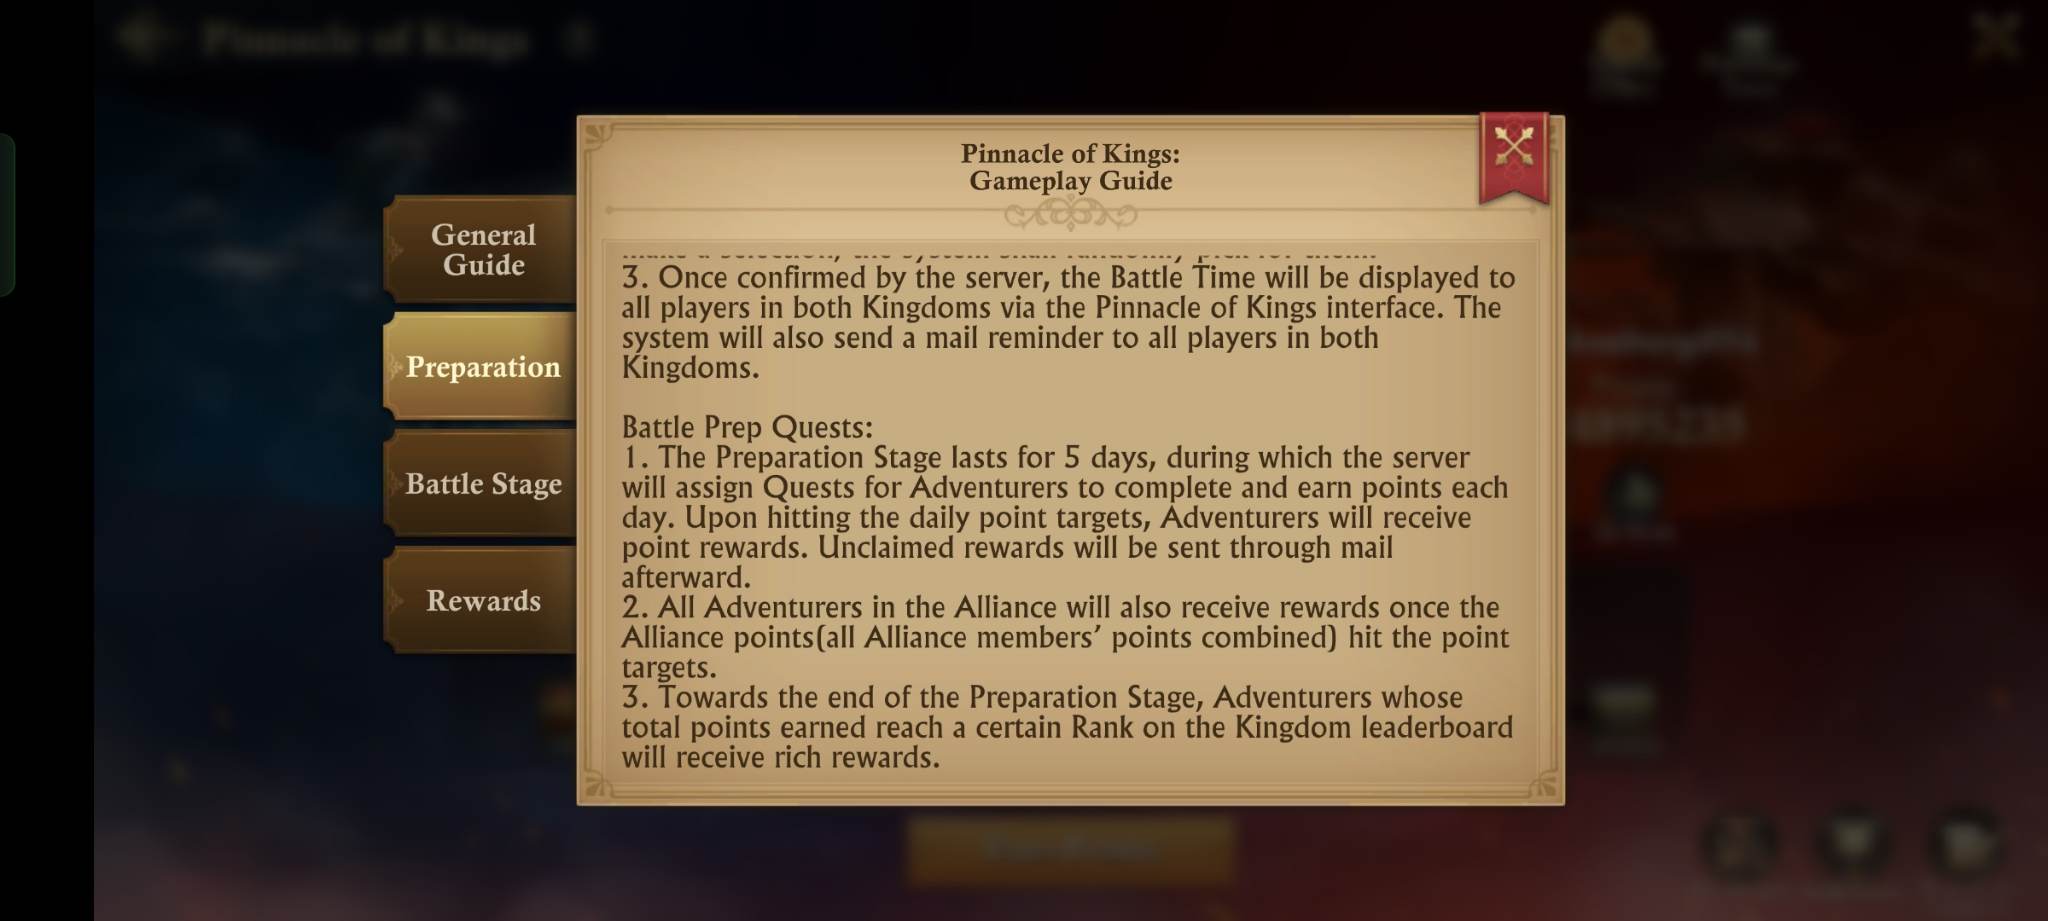 Pinnacle of Kings
Pinnacle of Kings:
Gameplay Guide
General
Guide
Preparation
Battle Stage
Rewards
3. Once confirmed by the server, the Battle Time will be displayed to
all players in both Kingdoms via the Pinnacle of Kings interface. The
system will also send a mail reminder to all players in both
Kingdoms.
Battle Prep Quests:
1. The Preparation Stage lasts for 5 days, during which the server
will assign Quests for Adventurers to complete and earn points each
day. Upon hitting the daily point targets, Adventurers will receive
point rewards. Unclaimed rewards will be sent through mail
afterward.
2. All Adventurers in the Alliance will also receive rewards once the
Alliance points(all Alliance members’ points combined) hit the point
targets.
3. Towards the end of the Preparation Stage, Adventurers whose
total points earned reach a certain Rank on the Kingdom leaderboard
will receive rich rewards.